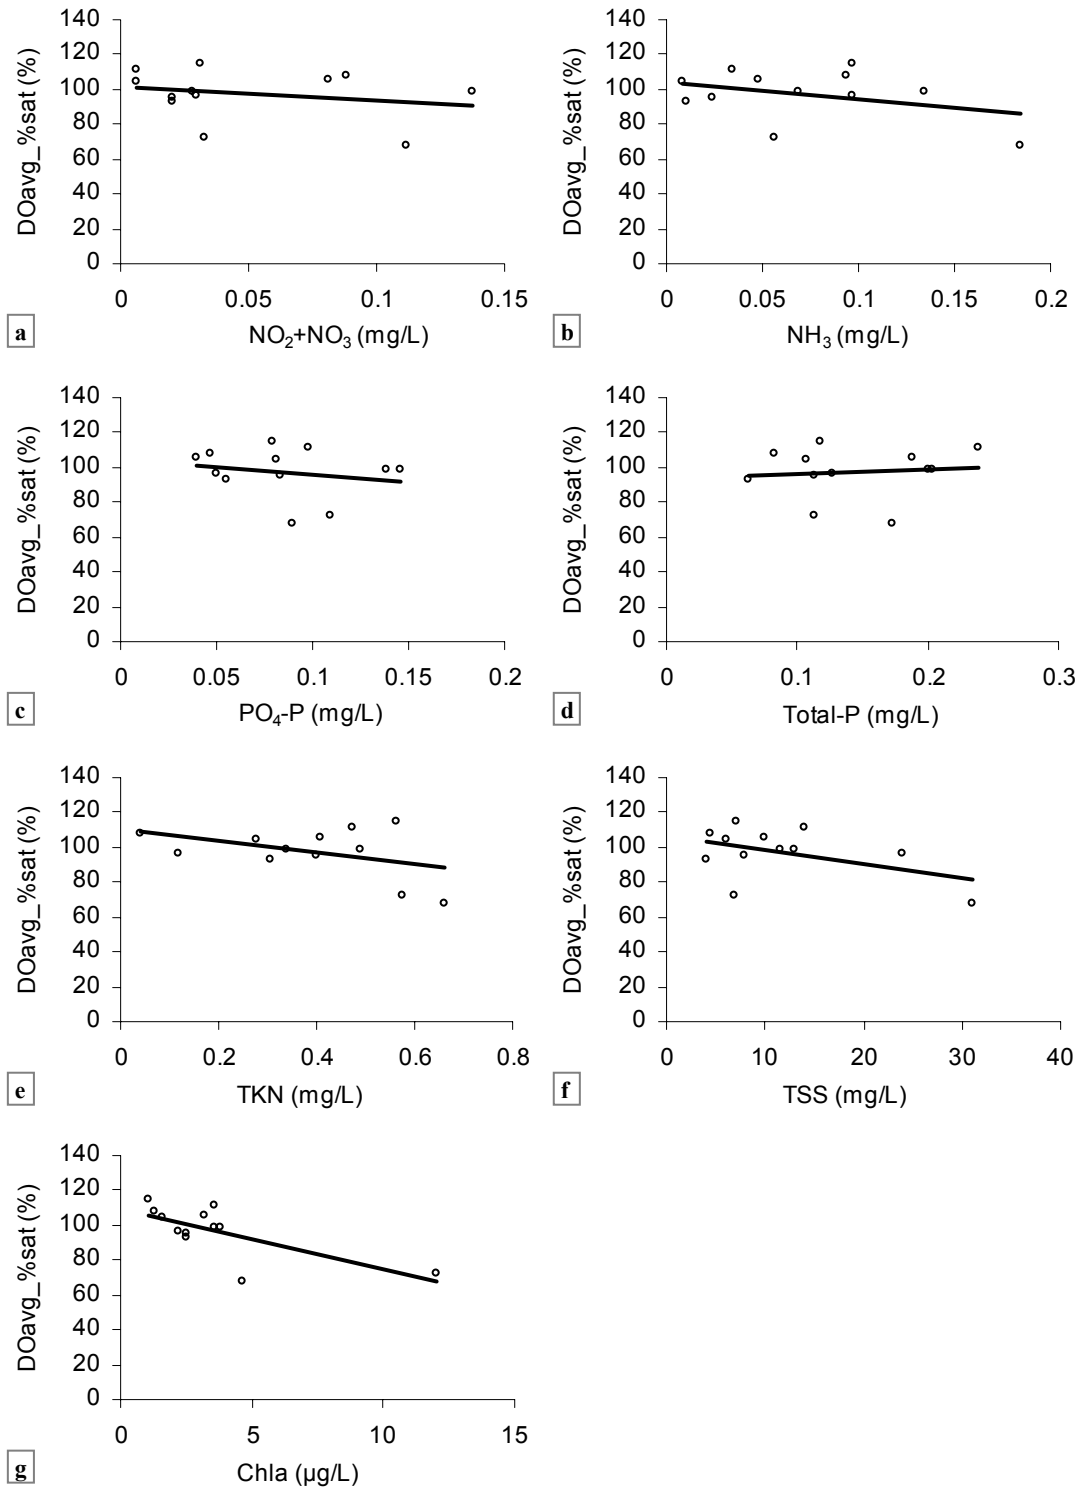 140
120
100
80
60
40
20
0
DOavg_%sat (%)
0 0.05 0.1 0.15
a
NO₂+NO₃ (mg/L)
140
120
100
80
60
40
20
0
DOavg_%sat (%)
0 0.05 0.1 0.15 0.2
b
NH₃ (mg/L)
140
120
100
80
60
40
20
0
DOavg_%sat (%)
0 0.05 0.1 0.15 0.2
c
PO₄-P (mg/L)
140
120
100
80
60
40
20
0
DOavg_%sat (%)
0 0.1 0.2 0.3
d
Total-P (mg/L)
140
120
100
80
60
40
20
0
DOavg_%sat (%)
0 0.2 0.4 0.6 0.8
e
TKN (mg/L)
140
120
100
80
60
40
20
0
DOavg_%sat (%)
0 10 20 30 40
f
TSS (mg/L)
140
120
100
80
60
40
20
0
DOavg_%sat (%)
0 5 10 15
g
Chla (µg/L)